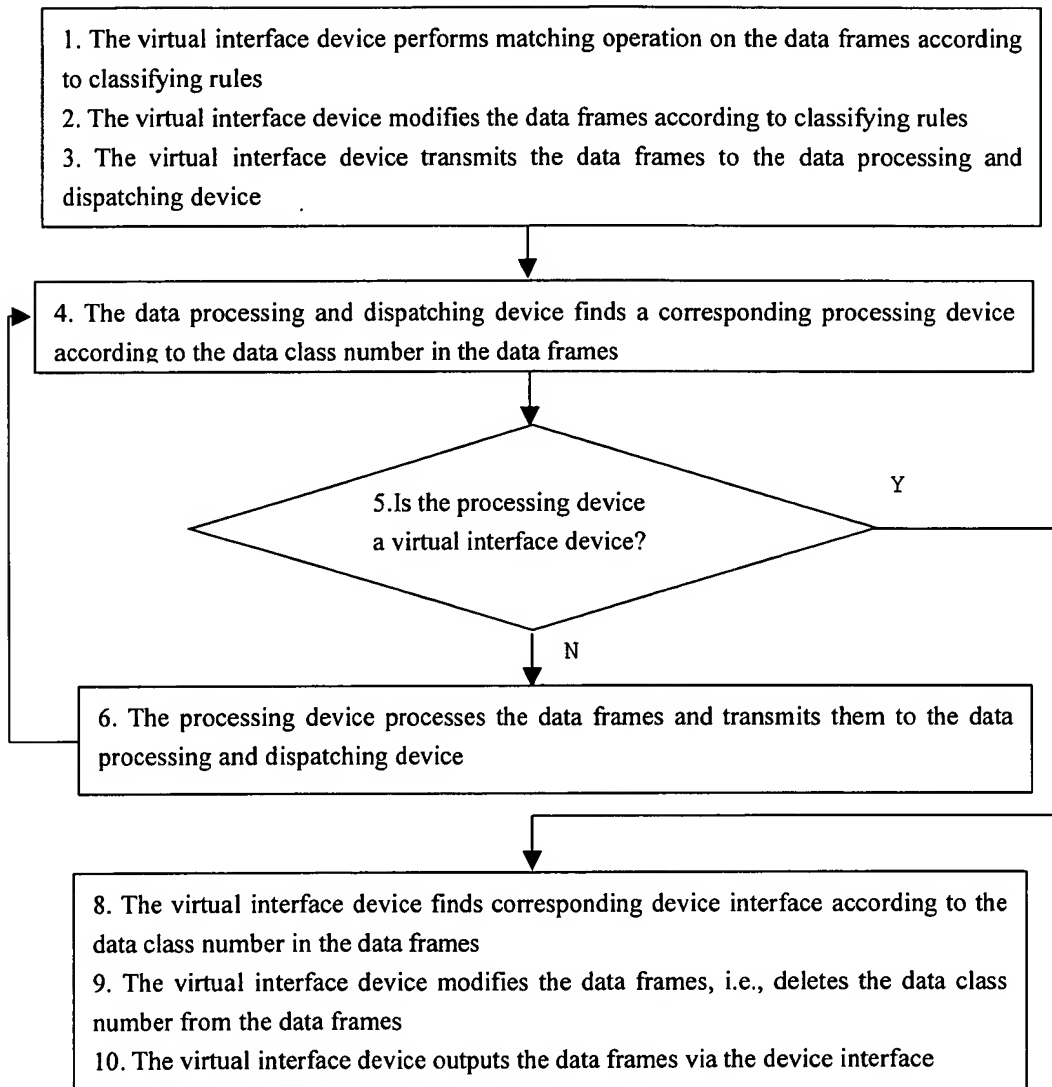 1. The virtual interface device performs matching operation on the data frames according
to classifying rules
2. The virtual interface device modifies the data frames according to classifying rules
3. The virtual interface device transmits the data frames to the data processing and
dispatching device
4. The data processing and dispatching device finds a corresponding processing device
according to the data class number in the data frames
5.Is the processing device
a virtual interface device?
Y
N
6. The processing device processes the data frames and transmits them to the data
processing and dispatching device
8. The virtual interface device finds corresponding device interface according to the
data class number in the data frames
9. The virtual interface device modifies the data frames, i.e., deletes the data class
number from the data frames
10. The virtual interface device outputs the data frames via the device interface